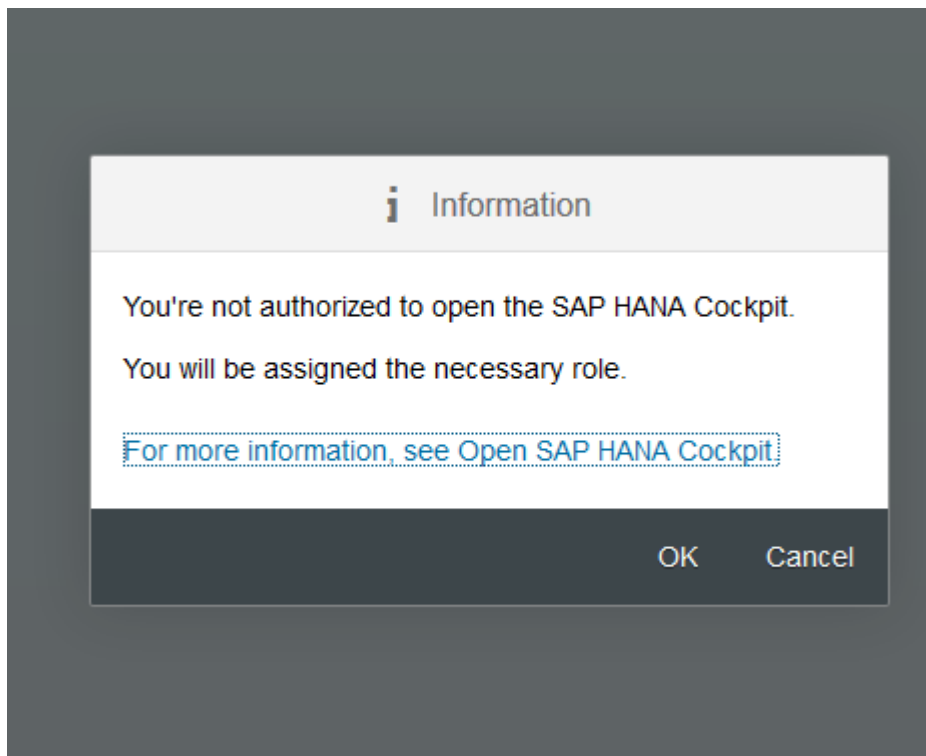 Information
You're not authorized to open the SAP HANA Cockpit.
You will be assigned the necessary role.
For more information, see Open SAP HANA Cockpit.
OK Cancel